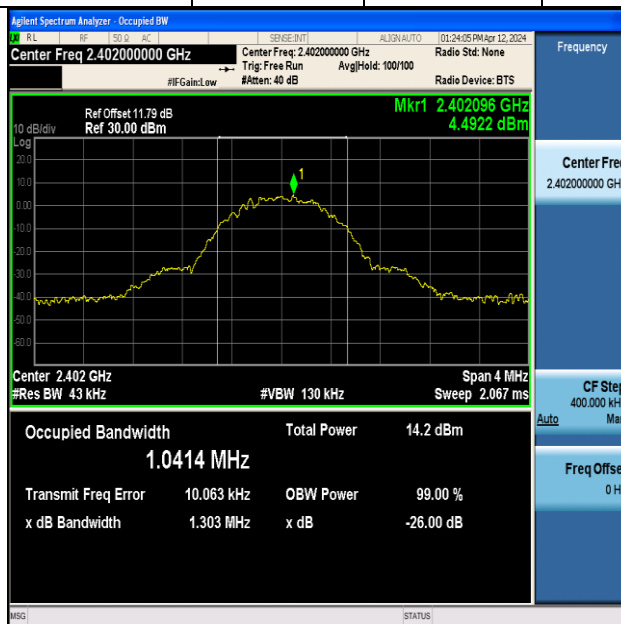 Agilent Spectrum Analyzer - Occupied BW
RL RF 50 Ω AC SENSE:INT ALIGN AUTO 01:24:05 PM Apr 12, 2024
Center Freq 2.402000000 GHz
Center Freq: 2.402000000 GHz
Radio Std: None
Trig: Free Run Avg|Hold: 100/100
#IFGain:Low #Atten: 40 dB
Radio Device: BTS
Frequency
Mkr1 2.402096 GHz
4.4922 dBm
Ref Offset 11.79 dB
10 dB/div Ref 30.00 dBm
Log
20.0
10.0
0.00
-10.0
-20.0
-30.0
-40.0
-50.0
-60.0
1
Center 2.402 GHz Span 4 MHz
#Res BW 43 kHz #VBW 130 kHz Sweep 2.067 ms
Occupied Bandwidth Total Power 14.2 dBm
1.0414 MHz
Transmit Freq Error 10.063 kHz OBW Power 99.00 %
x dB Bandwidth 1.303 MHz x dB -26.00 dB
Center Fre
2.402000000 GH
CF Step
400.000 kH
Auto Ma
Freq Offse
0 H
MSG STATUS